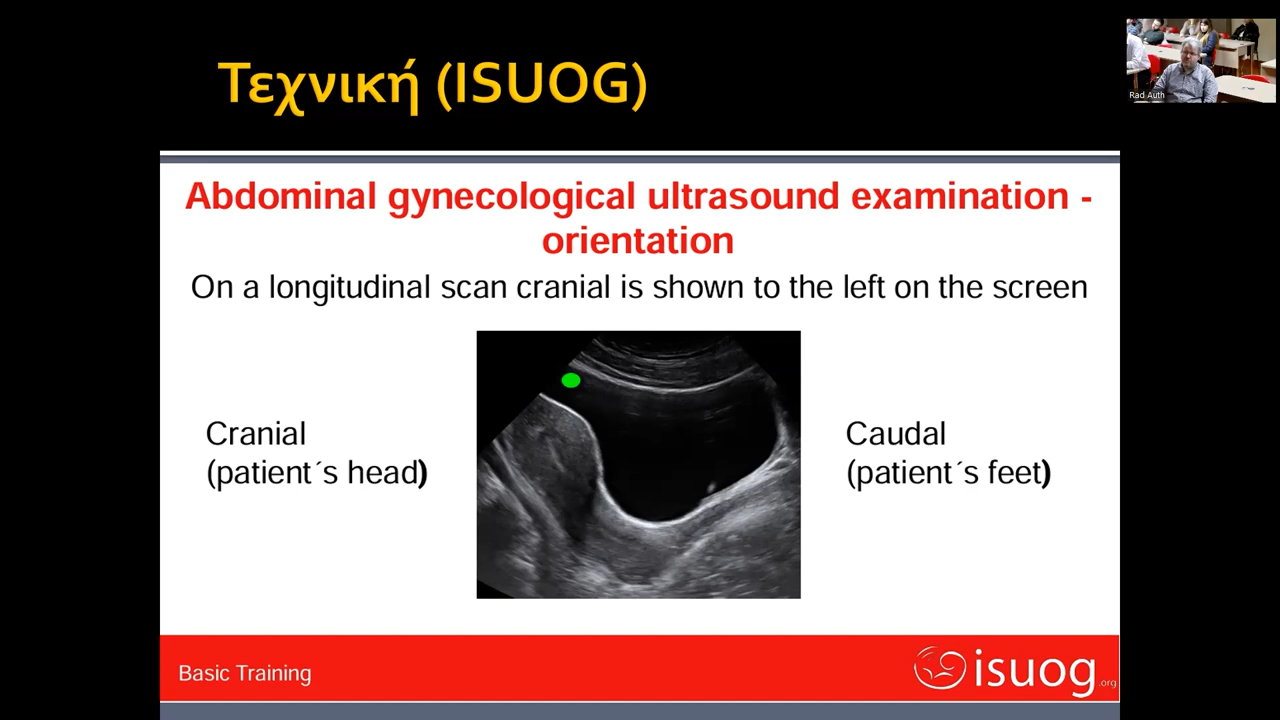 Τεχνική (ISUOG)
Rad Auth
Abdominal gynecological ultrasound examination -
orientation
On a longitudinal scan cranial is shown to the left on the screen
Cranial
(patient´s head)
Caudal
(patient´s feet)
Basic Training
isuog.org